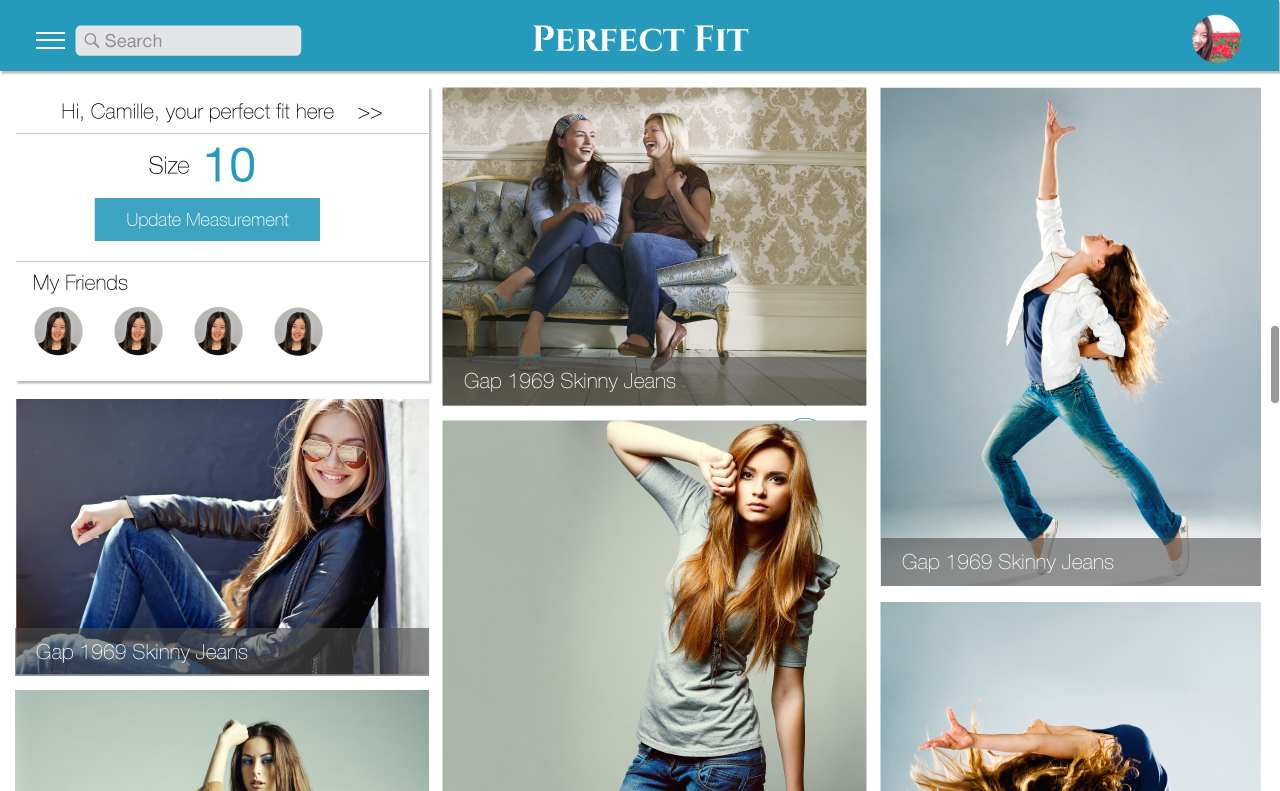 Search
PERFECT FIT
Hi, Camille, your perfect fit here >>
Size 10
Update Measurement
My Friends
Gap 1969 Skinny Jeans
Gap 1969 Skinny Jeans
Gap 1969 Skinny Jeans